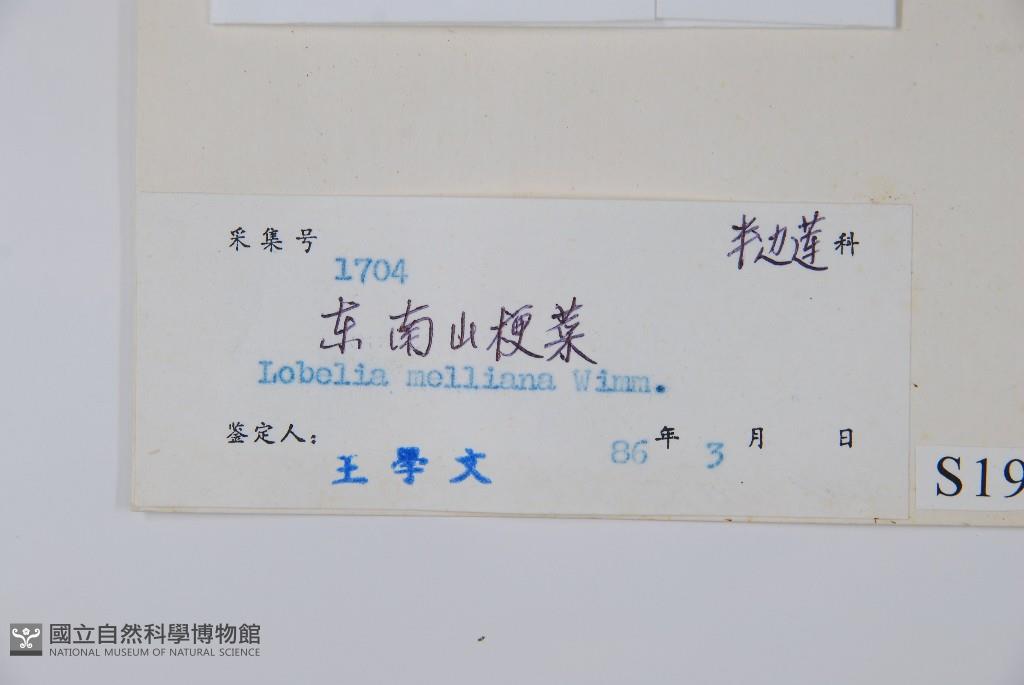 采集号 半边莲科
1704
东南山梗菜
Lobelia melliana Wimm.
鉴定人: 86年3月 日
王學文
S19
國立自然科學博物館
NATIONAL MUSEUM OF NATURAL SCIENCE